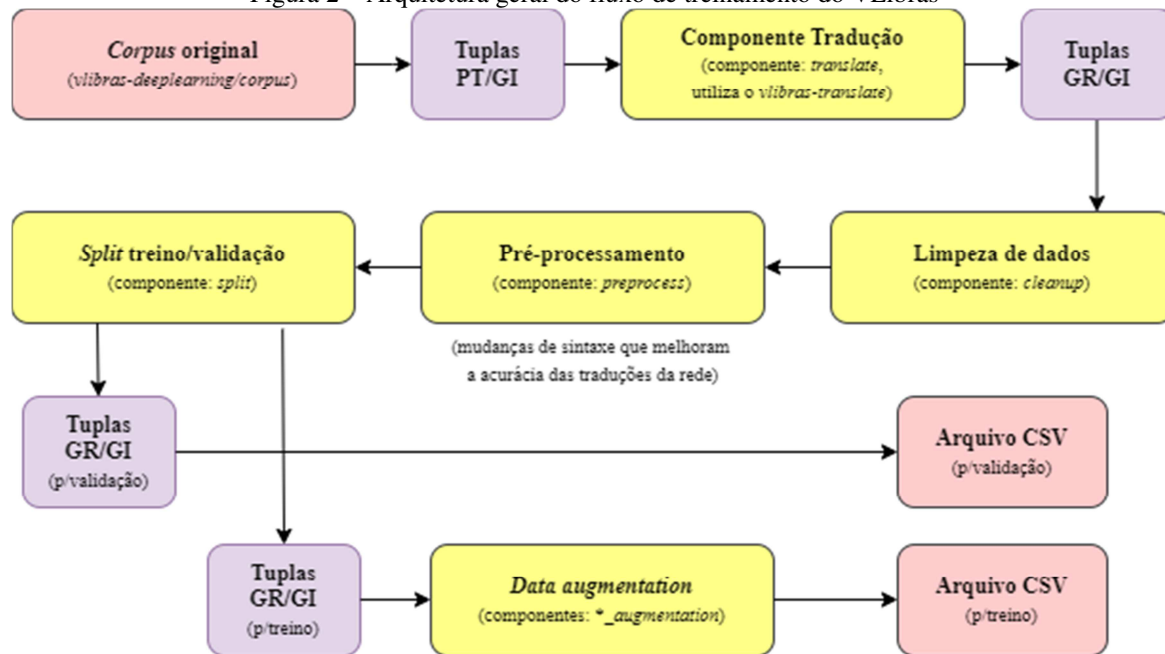 Figura 2 – Arquitetura geral do fluxo de treinamento do VLibras
Corpus original
(vlibras-deeplearning/corpus)
Tuplas
PT/GI
Componente Tradução
(componente: translate,
utiliza o vlibras-translate)
Tuplas
GR/GI
Split treino/validação
(componente: split)
Pré-processamento
(componente: preprocess)
Limpeza de dados
(componente: cleanup)
(mudanças de sintaxe que melhoram
a acurácia das traduções da rede)
Tuplas
GR/GI
(p/validação)
Arquivo CSV
(p/validação)
Tuplas
GR/GI
(p/treino)
Data augmentation
(componentes: *_augmentation)
Arquivo CSV
(p/treino)